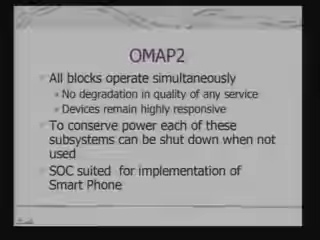 OMAP2
All blocks operate simultaneously
No degradation in quality of any service
Devices remain highly responsive
To conserve power each of these
subsystems can be shut down when not
used
SOC suited for implementation of
Smart Phone